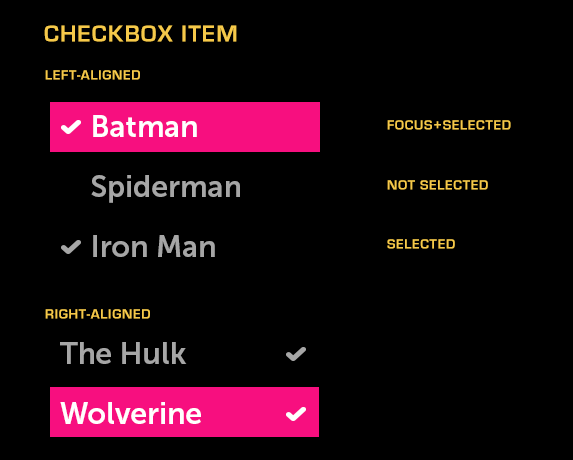 CHECKBOX ITEM
LEFT-ALIGNED
Batman FOCUS+SELECTED
Spiderman NOT SELECTED
Iron Man SELECTED
RIGHT-ALIGNED
The Hulk
Wolverine